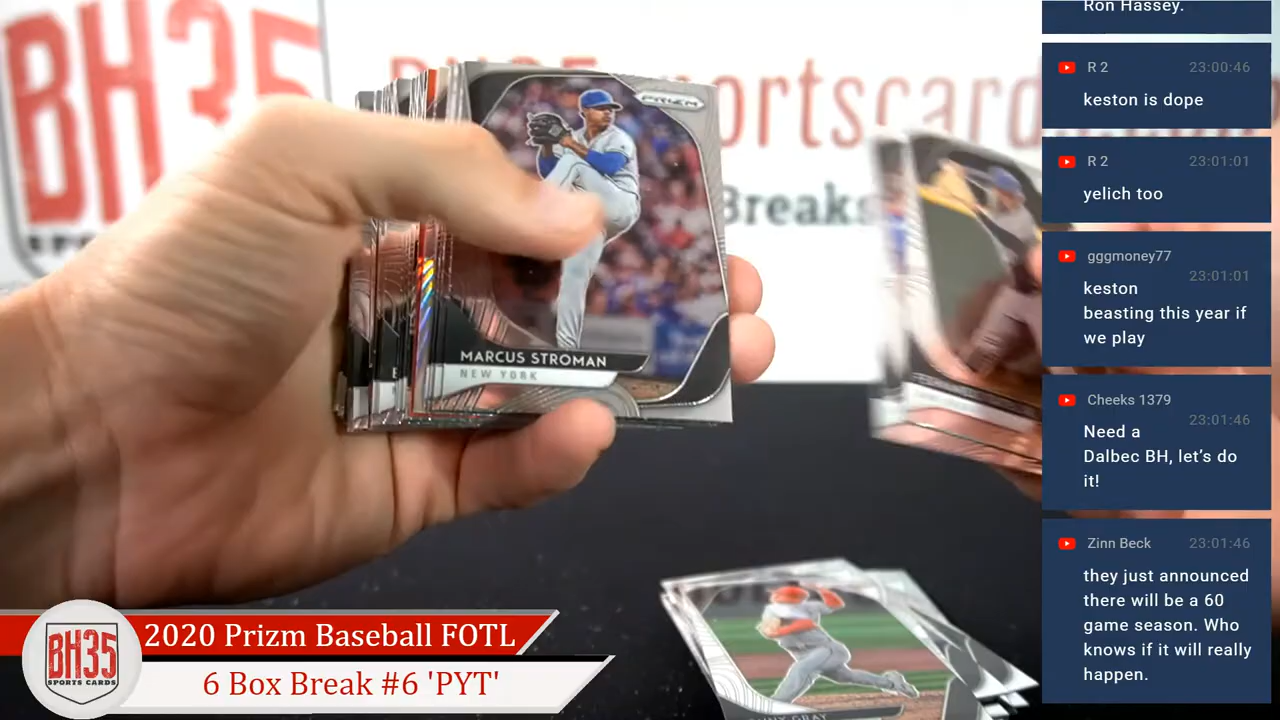 BH35
BH35 sportscard
Breaks
PRIZM
MARCUS STROMAN
NEW YORK
GRAY
BH35
SPORTS CARDS
2020 Prizm Baseball FOTL
6 Box Break #6 'PYT'
Ron Hassey.
R 2 23:00:46
keston is dope
R 2 23:01:01
yelich too
gggmoney77
23:01:01
keston
beasting this year if
we play
Cheeks 1379
23:01:46
Need a
Dalbec BH, let's do
it!
Zinn Beck 23:01:46
they just announced
there will be a 60
game season. Who
knows if it will really
happen.